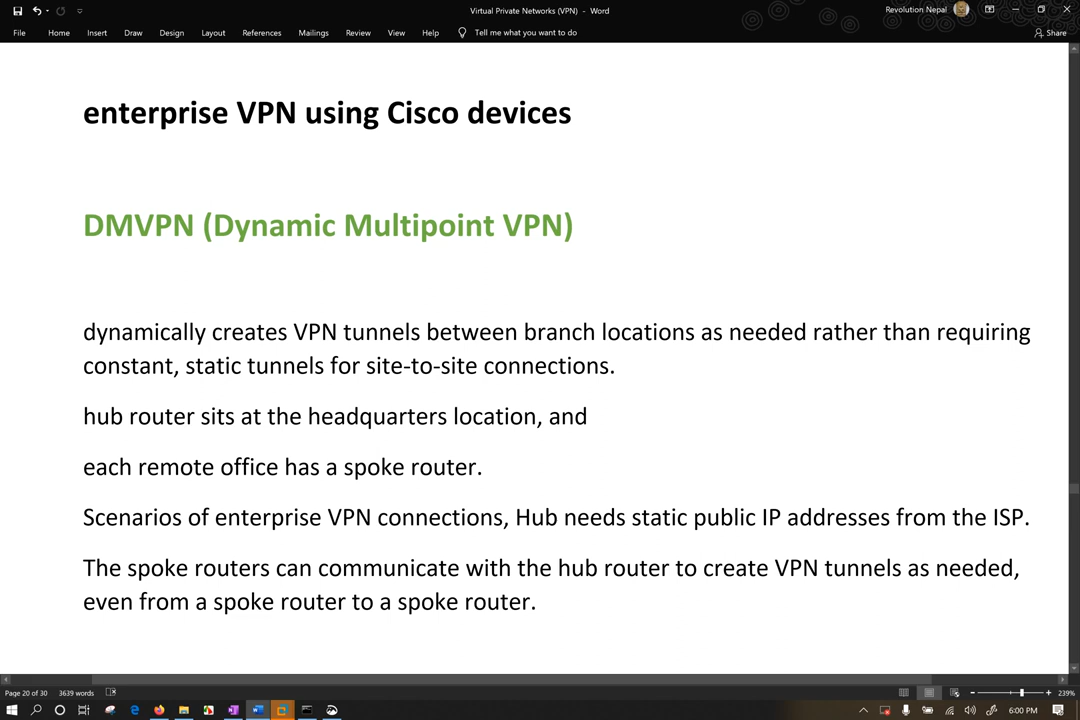 Virtual Private Networks (VPN) - Word
Revolution Nepal
File Home Insert Draw Design Layout References Mailings Review View Help Tell me what you want to do
Share
enterprise VPN using Cisco devices
DMVPN (Dynamic Multipoint VPN)
dynamically creates VPN tunnels between branch locations as needed rather than requiring
constant, static tunnels for site-to-site connections.
hub router sits at the headquarters location, and
each remote office has a spoke router.
Scenarios of enterprise VPN connections, Hub needs static public IP addresses from the ISP.
The spoke routers can communicate with the hub router to create VPN tunnels as needed,
even from a spoke router to a spoke router.
Page 20 of 30 3639 words
239%
6:00 PM